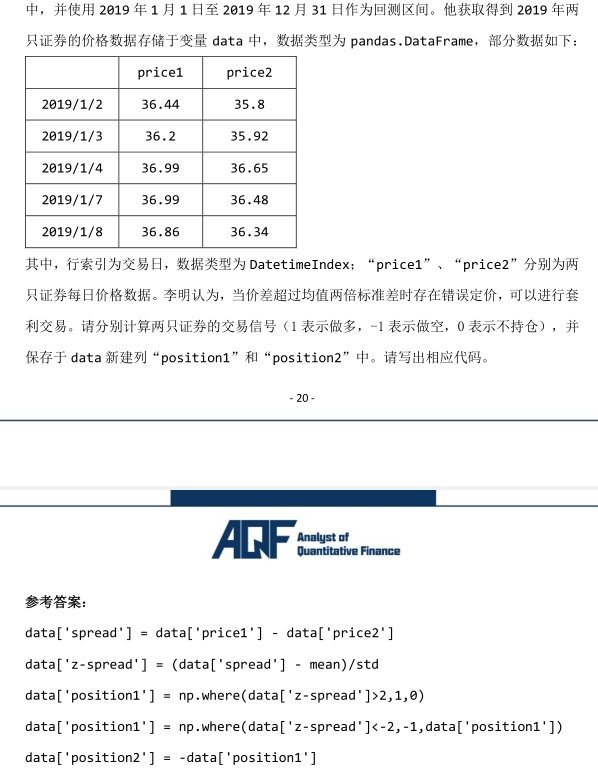 中，并使用 2019 年 1 月 1 日至 2019 年 12 月 31 日作为回测区间。他获取得到 2019 年两
只证券的价格数据存储于变量 data 中，数据类型为 pandas.DataFrame，部分数据如下：
price1 price2
2019/1/2 36.44 35.8
2019/1/3 36.2 35.92
2019/1/4 36.99 36.65
2019/1/7 36.99 36.48
2019/1/8 36.86 36.34
其中，行索引为交易日，数据类型为 DatetimeIndex；“price1”、“price2”分别为两
只证券每日价格数据。李明认为，当价差超过均值两倍标准差时存在错误定价，可以进行套
利交易。请分别计算两只证券的交易信号（1 表示做多，-1 表示做空，0 表示不持仓），并
保存于 data 新建列“position1”和“position2”中。请写出相应代码。
- 20 -
AQF Analyst of
Quantitative Finance
参考答案：
data['spread'] = data['price1'] - data['price2']
data['z-spread'] = (data['spread'] - mean)/std
data['position1'] = np.where(data['z-spread']>2,1,0)
data['position1'] = np.where(data['z-spread']<-2,-1,data['position1'])
data['position2'] = -data['position1']